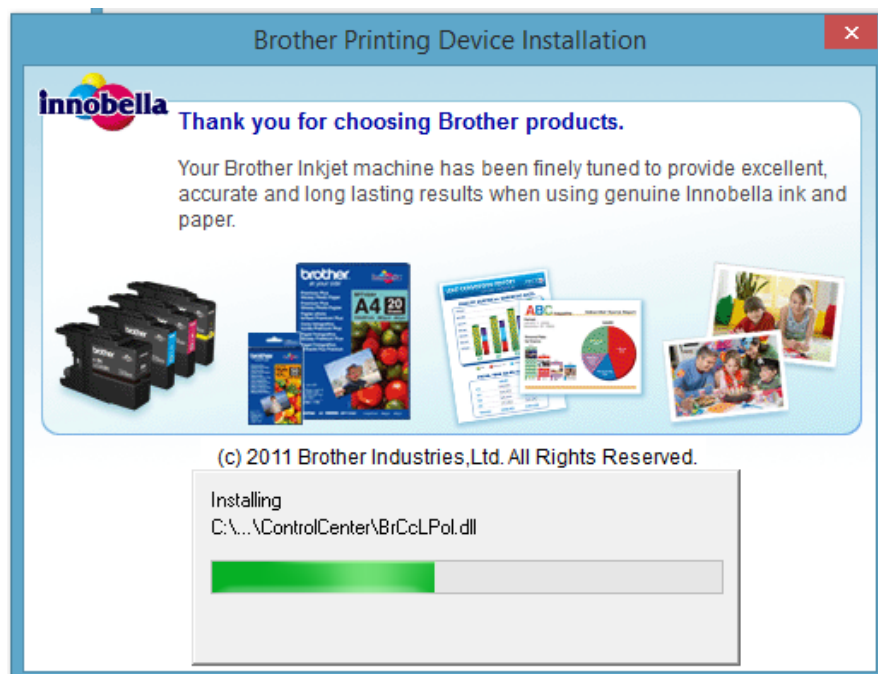 Brother Printing Device Installation
innobella
Thank you for choosing Brother products.
Your Brother Inkjet machine has been finely tuned to provide excellent,
accurate and long lasting results when using genuine Innobella ink and
paper.
brother
A4 20
brother
brother
ABC
(c) 2011 Brother Industries,Ltd. All Rights Reserved.
Installing
C:\...\ControlCenter\BrCcLPol.dll